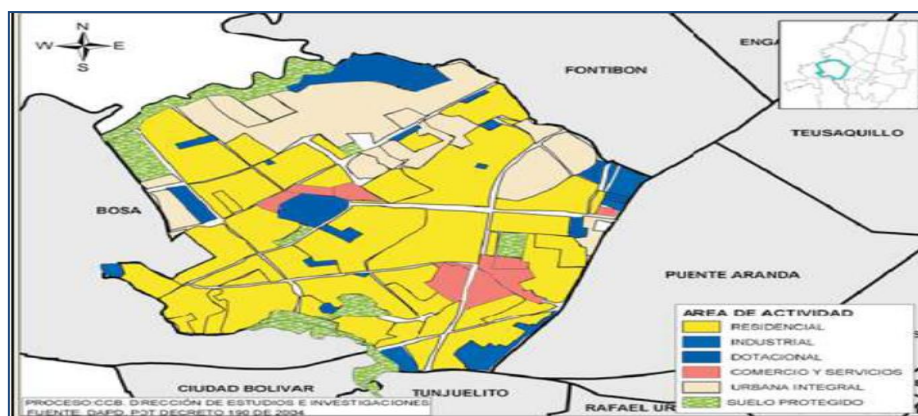 N
W E
S
ENGA
FONTIBON
TEUSAQUILLO
BOSA
PUENTE ARANDA
AREA DE ACTIVIDAD
RESIDENCIAL
INDUSTRIAL
DOTACIONAL
COMERCIO Y SERVICIOS
URBANA INTEGRAL
SUELO PROTEGIDO
CIUDAD BOLIVAR
TUNJUELITO
RAFAEL UR
PROCESO CCB. DIRECCIÓN DE ESTUDIOS E INVESTIGACIONES
FUENTE: DAPD, POT DECRETO 190 DE 2004